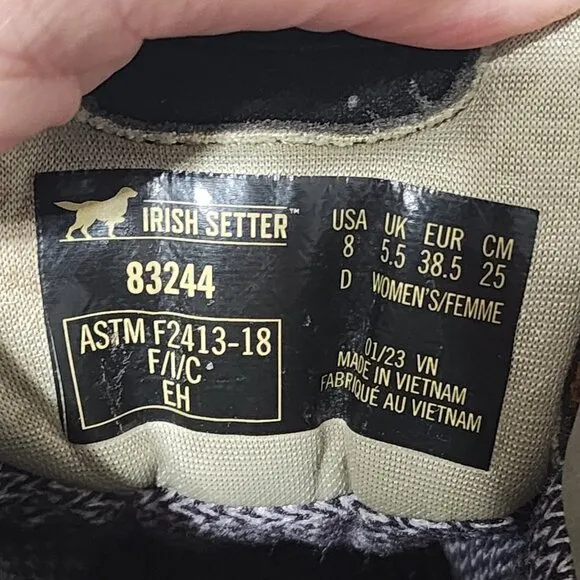 IRISH SETTER™
83244
ASTM F2413-18
F/I/C
EH
USA UK EUR CM
8 5.5 38.5 25
D WOMEN'S/FEMME
01/23 VN
MADE IN VIETNAM
FABRIQUÉ AU VIETNAM